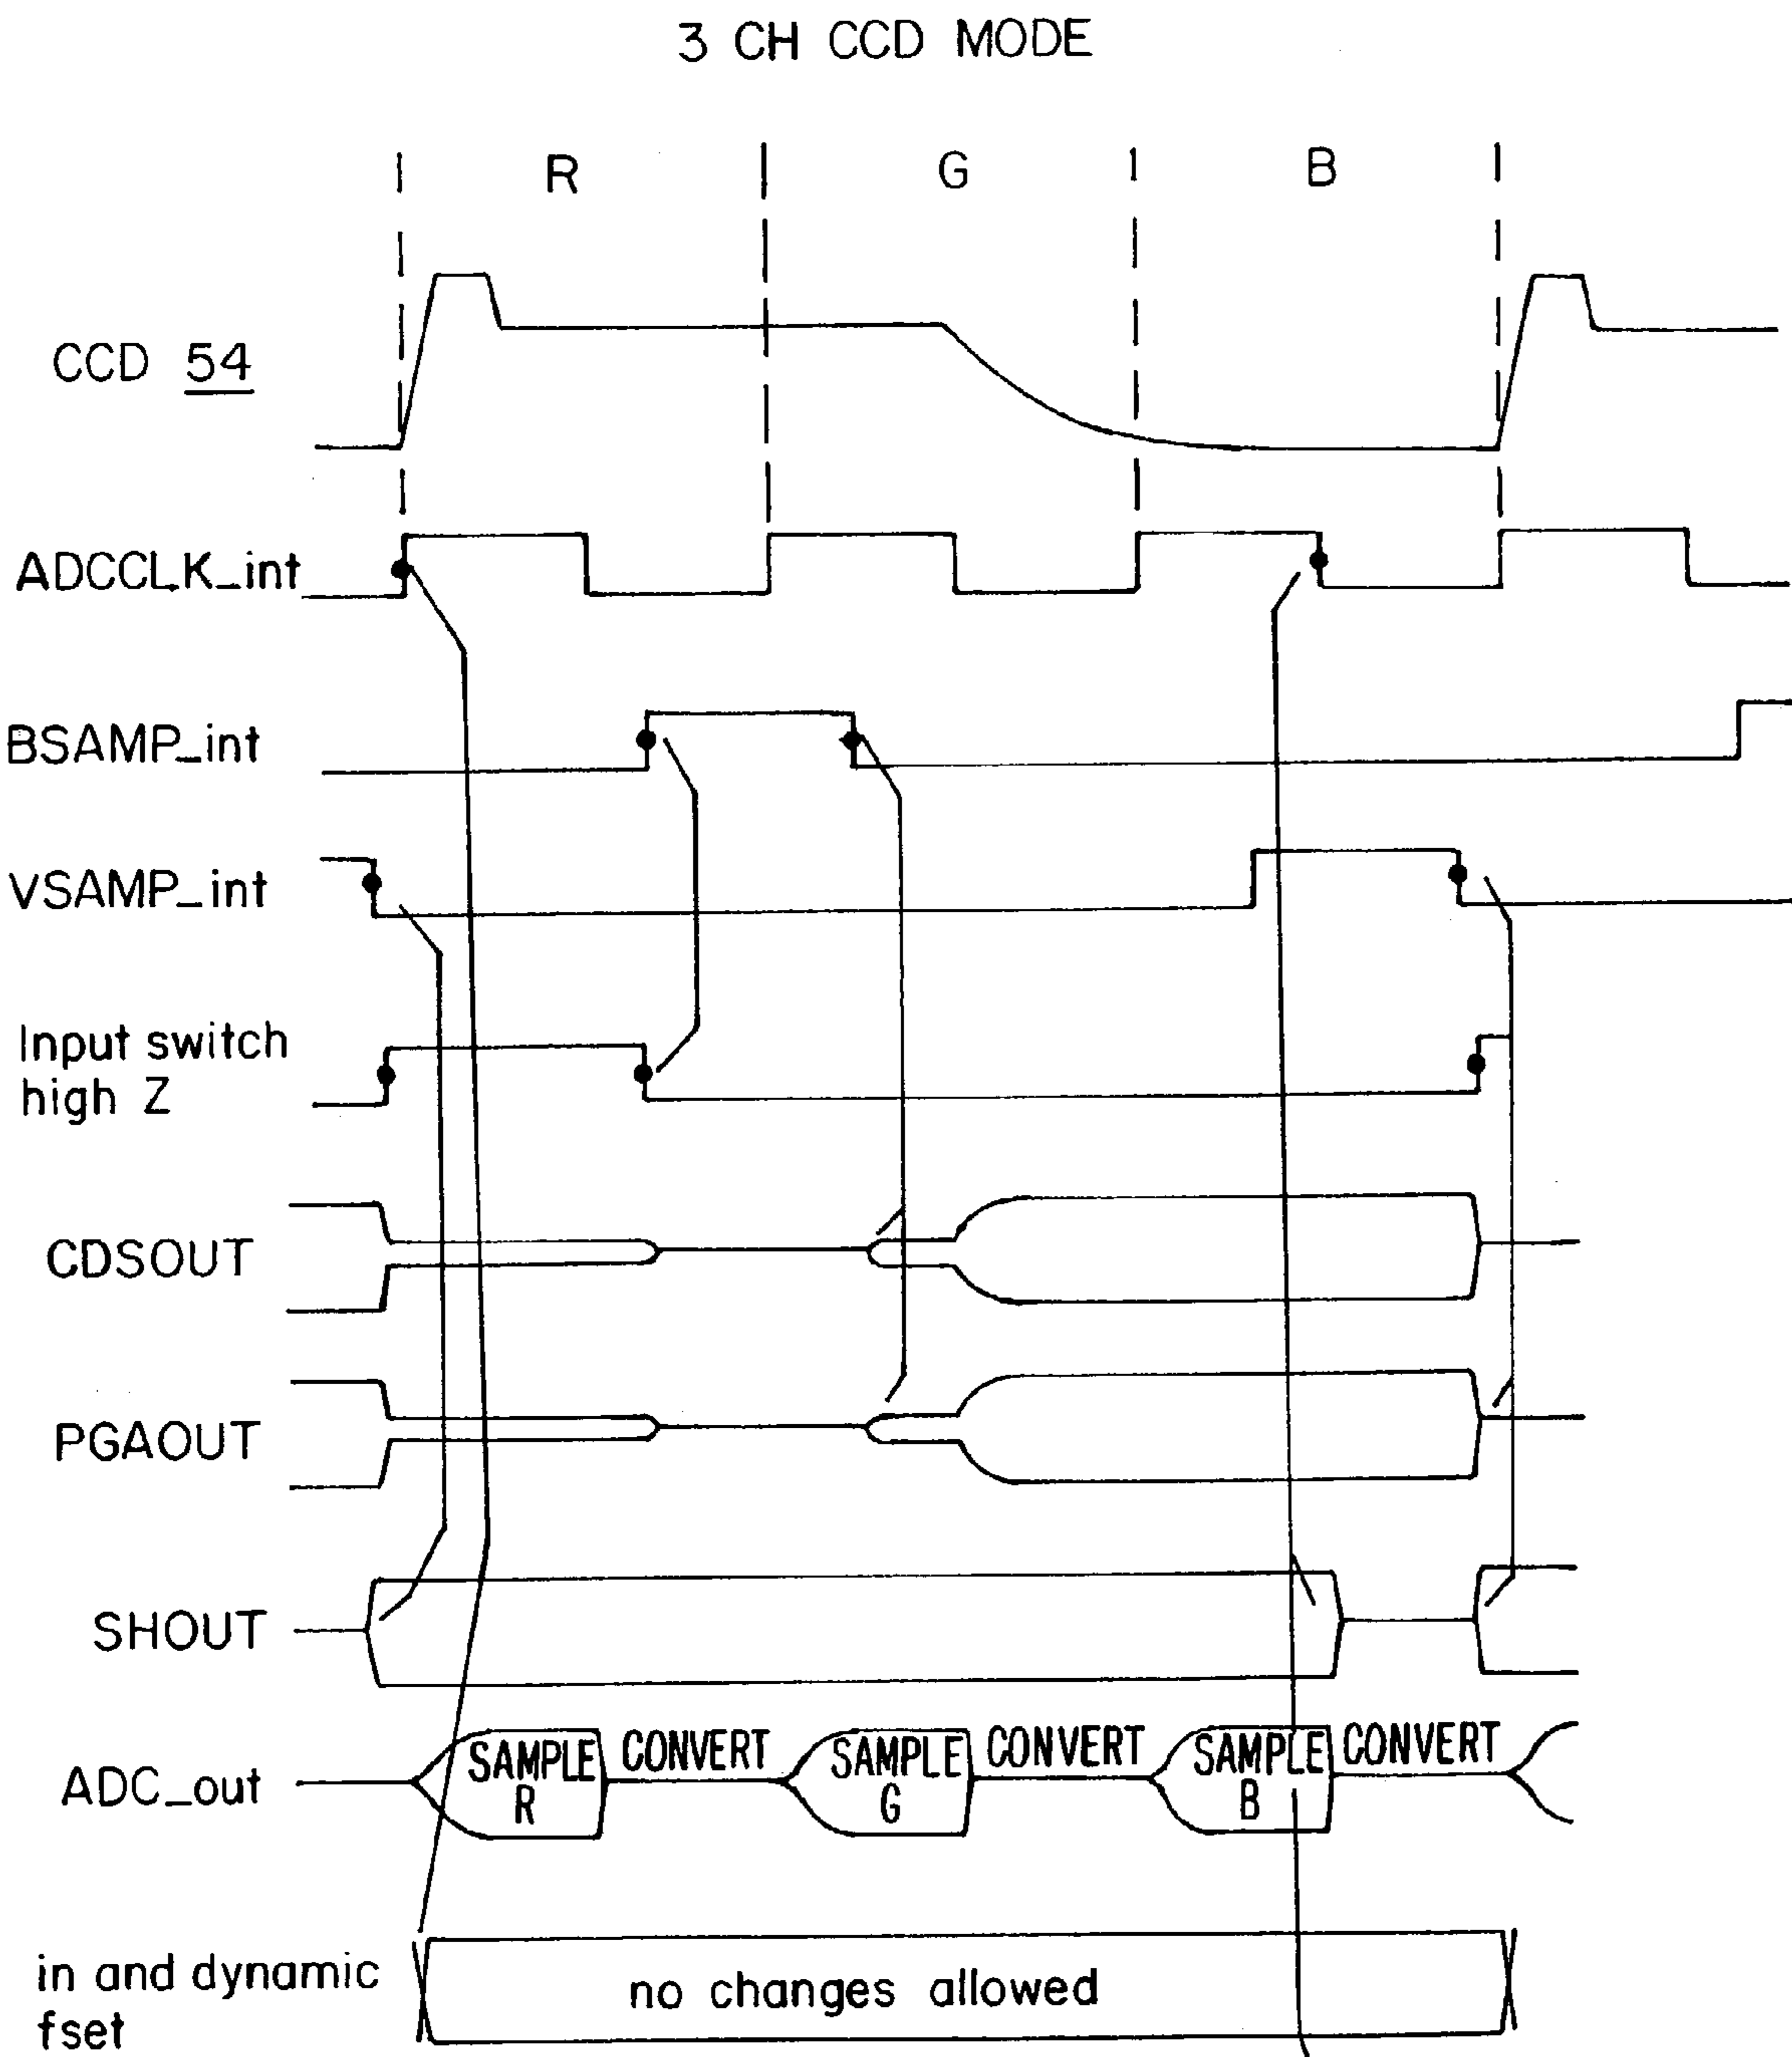 3 CH CCD MODE
R G B
CCD 54
ADCCLK_int
BSAMP_int
VSAMP_int
Input switch
high Z
CDSOUT
PGAOUT
SHOUT
ADC_out
SAMPLE
R
CONVERT
SAMPLE
G
CONVERT
SAMPLE
B
CONVERT
in and dynamic
fset
no changes allowed